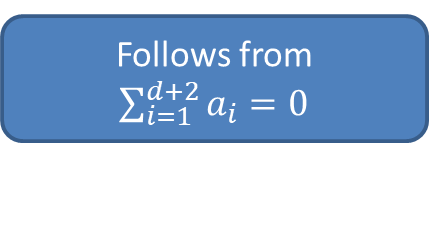 Follows from
∑_{i=1}^{d+2} a_i = 0